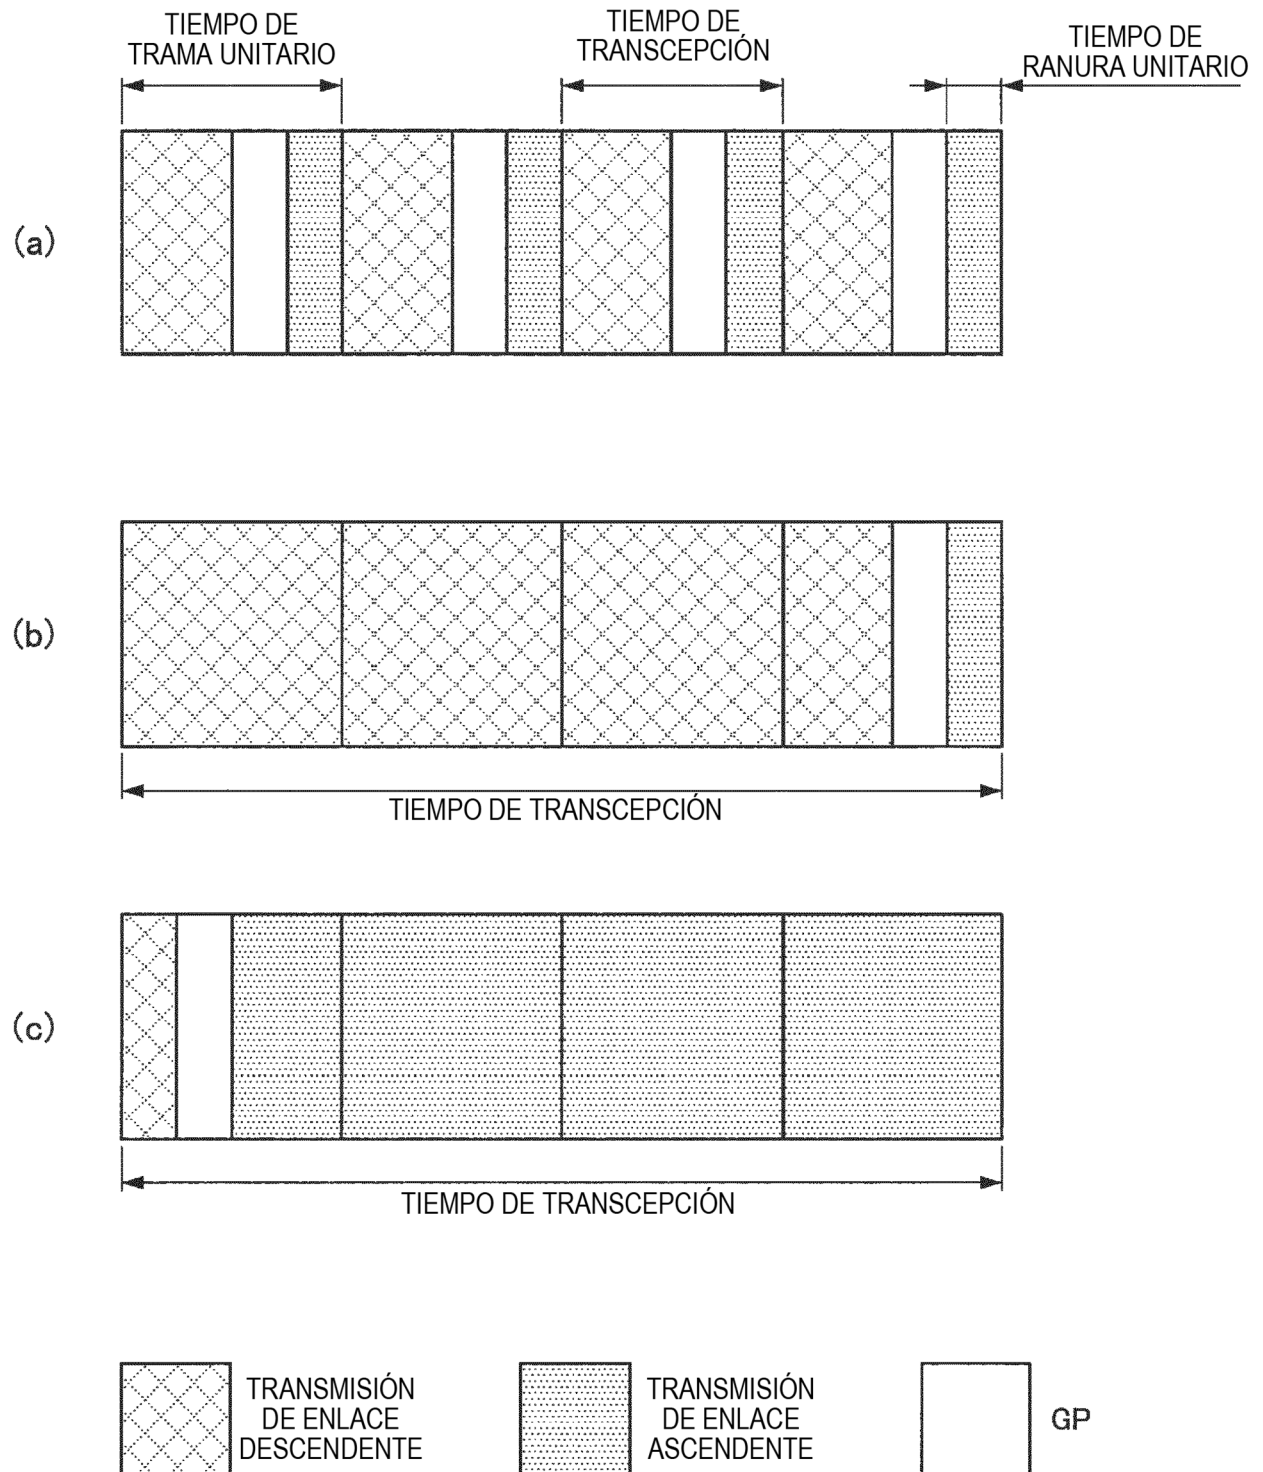 TIEMPO DE
TRAMA UNITARIO
TIEMPO DE
TRANSCEPCIÓN
TIEMPO DE
RANURA UNITARIO
(a)
(b)
TIEMPO DE TRANSCEPCIÓN
(c)
TIEMPO DE TRANSCEPCIÓN
TRANSMISIÓN
DE ENLACE
DESCENDENTE
TRANSMISIÓN
DE ENLACE
ASCENDENTE
GP